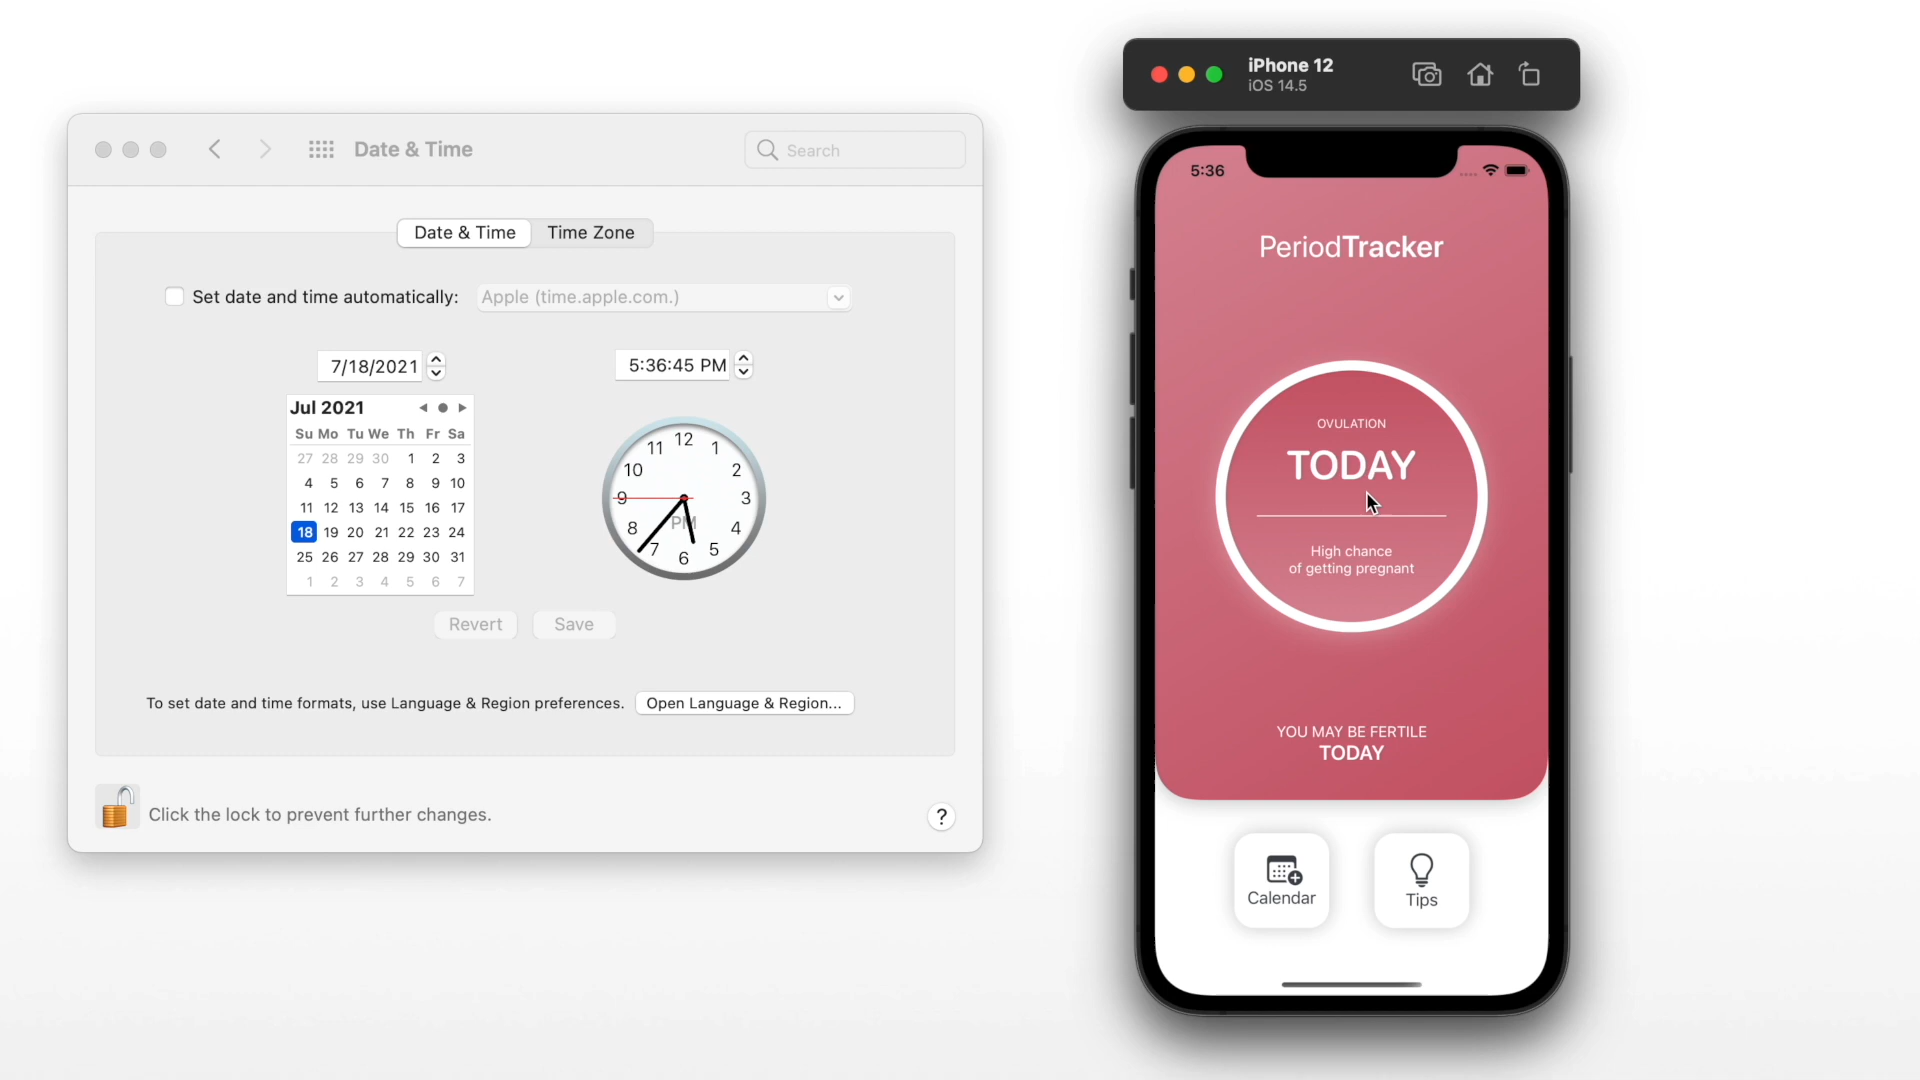 Date & Time
Search
Date & Time
Time Zone
Set date and time automatically:
Apple (time.apple.com.)
7/18/2021
5:36:45 PM
Jul 2021
Su Mo Tu We Th Fr Sa
27 28 29 30 1 2 3
4 5 6 7 8 9 10
11 12 13 14 15 16 17
18 19 20 21 22 23 24
25 26 27 28 29 30 31
1 2 3 4 5 6 7
12
1
2
3
4
5
6
7
8
9
10
11
PM
Revert
Save
To set date and time formats, use Language & Region preferences.
Open Language & Region...
Click the lock to prevent further changes.
?
iPhone 12
iOS 14.5
5:36
PeriodTracker
OVULATION
TODAY
High chance
of getting pregnant
YOU MAY BE FERTILE
TODAY
Calendar
Tips